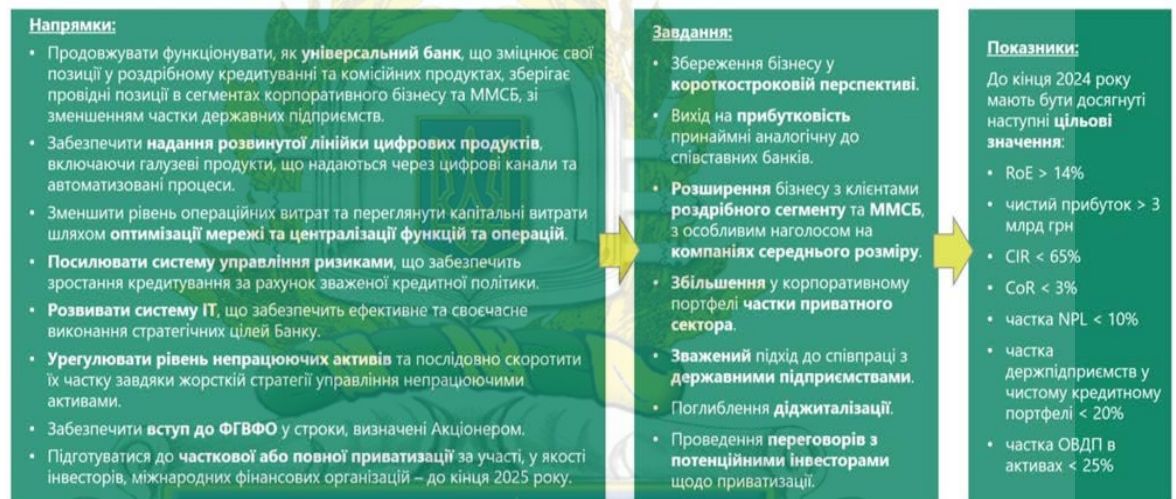 Напрямки:
• Продовжувати функціонувати, як універсальний банк, що зміцнює свої
позиції у роздрібному кредитуванні та комісійних продуктах, зберігає
провідні позиції в сегментах корпоративного бізнесу та ММСБ, зі
зменшенням частки державних підприємств.
• Забезпечити надання розвинутої лінійки цифрових продуктів,
включаючи галузеві продукти, що надаються через цифрові канали та
автоматизовані процеси.
• Зменшити рівень операційних витрат та переглянути капітальні витрати
шляхом оптимізації мережі та централізації функцій та операцій.
• Посилювати систему управління ризиками, що забезпечить
зростання кредитування за рахунок зваженої кредитної політики.
• Розвивати систему ІТ, що забезпечить ефективне та своєчасне
виконання стратегічних цілей Банку.
• Урегулювати рівень непрацюючих активів та послідовно скоротити
їх частку завдяки жорсткій стратегії управління непрацюючими
активами.
• Забезпечити вступ до ФГВФО у строки, визначені Акціонером.
• Підготуватися до часткової або повної приватизації за участі, у якості
інвесторів, міжнародних фінансових організацій – до кінця 2025 року.
Завдання:
• Збереження бізнесу у
короткостроковій перспективі.
• Вихід на прибутковість
принаймні аналогічну до
співставних банків.
• Розширення бізнесу з клієнтами
роздрібного сегменту та ММСБ,
з особливим наголосом на
компаніях середнього розміру.
• Збільшення у корпоративному
портфелі частки приватного
сектора.
• Зважений підхід до співпраці з
державними підприємствами.
• Поглиблення діджиталізації.
• Проведення переговорів з
потенційними інвесторами
щодо приватизації.
Показники:
До кінця 2024 року
мають бути досягнуті
наступні цільові
значення:
• RoE > 14%
• чистий прибуток > 3
млрд грн
• CIR < 65%
• CoR < 3%
• частка NPL < 10%
• частка
держпідприємств у
чистому кредитному
портфелі < 20%
• частка ОВДП в
активах < 25%